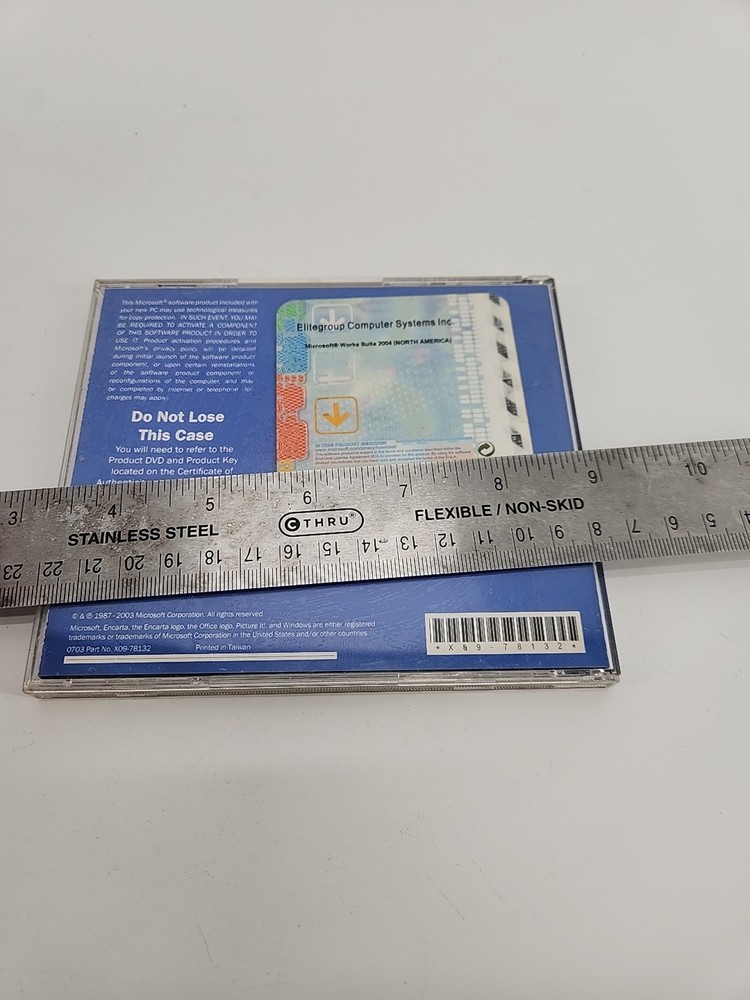 This Microsoft® software product included with
your new PC may use technological measures
for copy protection. IN SUCH EVENT, YOU MAY
BE REQUIRED TO ACTIVATE A COMPONENT
OF THIS SOFTWARE PRODUCT IN ORDER TO
USE IT. Product activation procedures and
Microsoft's privacy policy will be detailed
during initial launch of the software product
component, or upon certain reinstallations
of the software product component or
reconfigurations of the computer, and may
be completed by Internet or telephone (toll
charges may apply).
Do Not Lose
This Case
You will need to refer to the
Product DVD and Product Key
located on the Certificate of
Elitegroup Computer Systems Inc.
Microsoft® Works Suite 2004 (NORTH AMERICA)
3 4 5 6 7 8 9 10
STAINLESS STEEL
C THRU®
FLEXIBLE / NON-SKID
23 22 21 20 19 18 17 16 15 14 13 12 11 10 9 8 7 6 5 4
© & ℗ 1987-2003 Microsoft Corporation. All rights reserved.
Microsoft, Encarta, the Encarta logo, the Office logo, Picture It!, and Windows are either registered
trademarks or trademarks of Microsoft Corporation in the United States and/or other countries.
0703 Part No. X09-78132 Printed in Taiwan
*X09-78132*